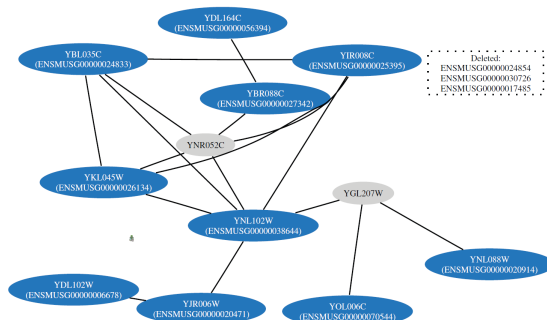 YDL164C
(ENSMUSG00000056394)
YBL035C
(ENSMUSG00000024833)
YIR008C
(ENSMUSG00000025395)
Deleted:
ENSMUSG00000024854
ENSMUSG00000030726
ENSMUSG00000017485
YBR088C
(ENSMUSG00000027342)
YNR052C
YKL045W
(ENSMUSG00000026134)
YGL207W
YNL102W
(ENSMUSG00000038644)
YNL088W
(ENSMUSG00000020914)
YDL102W
(ENSMUSG00000006678)
YJR006W
(ENSMUSG00000020471)
YOL006C
(ENSMUSG00000070544)